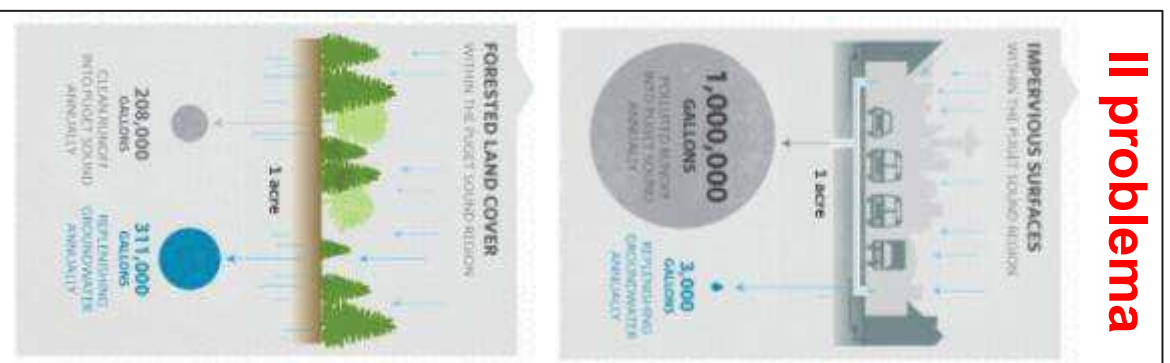 Il problema
IMPERVIOUS SURFACES
WITHIN THE PUGET SOUND REGION
1 acre
1,000,000
GALLONS
POLLUTED RUNOFF
INTO PUGET SOUND
ANNUALLY
3,000
GALLONS
REPLENISHING
GROUNDWATER
ANNUALLY
FORESTED LAND COVER
WITHIN THE PUGET SOUND REGION
1 acre
208,000
GALLONS
CLEAN RUNOFF
INTO PUGET SOUND
ANNUALLY
311,000
GALLONS
REPLENISHING
GROUNDWATER
ANNUALLY